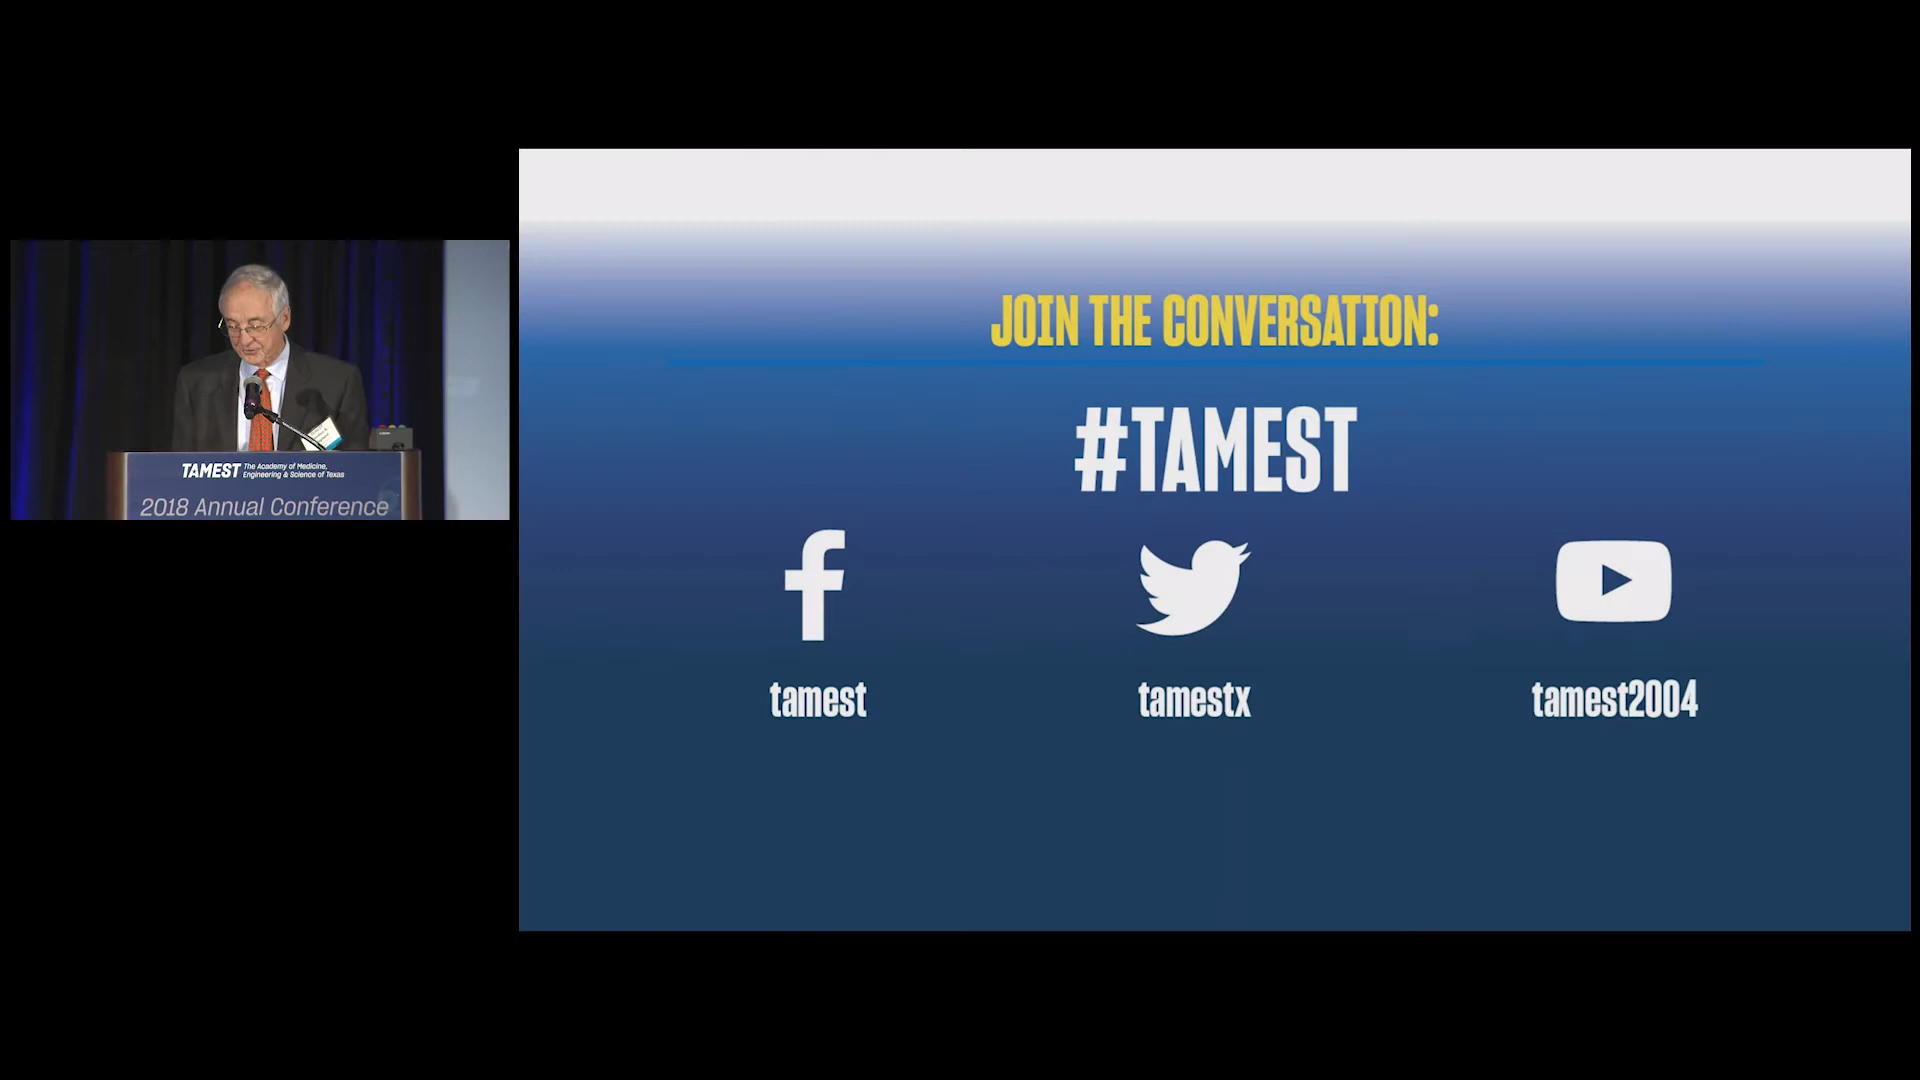 TAMEST The Academy of Medicine,
Engineering & Science of Texas
2018 Annual Conference
JOIN THE CONVERSATION:
#TAMEST
tamest
tamestx
tamest2004